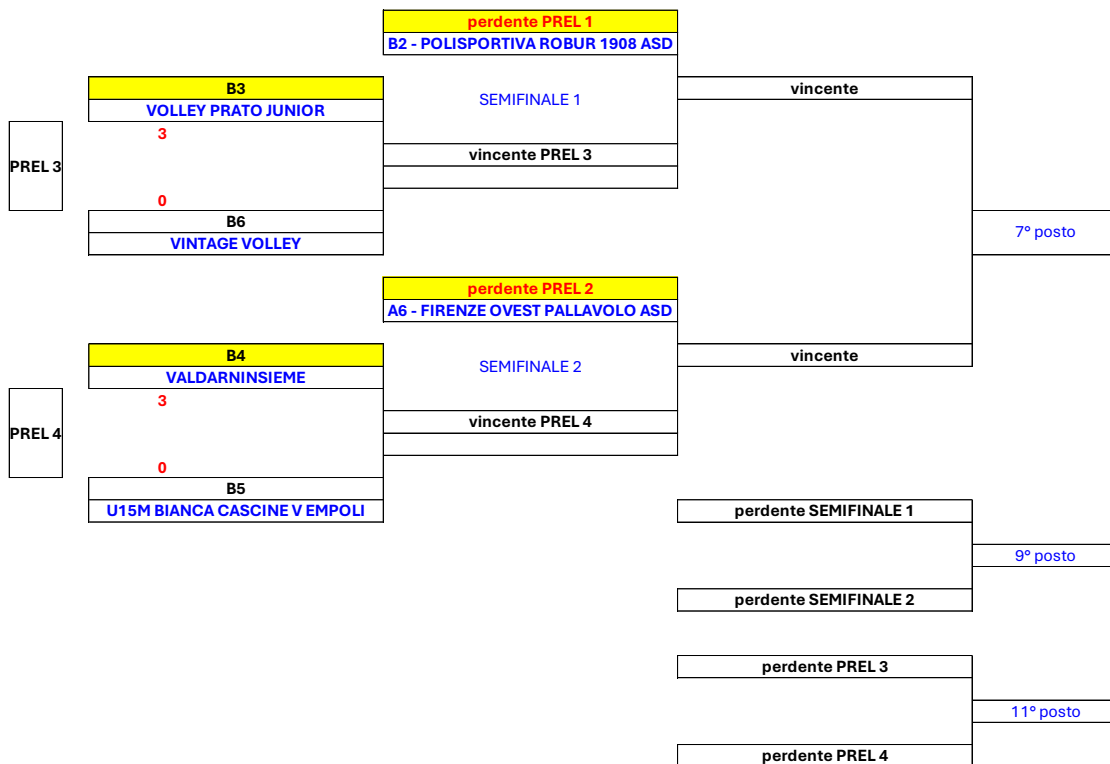 perdente PREL 1
B2 - POLISPORTIVA ROBUR 1908 ASD
B3
VOLLEY PRATO JUNIOR
SEMIFINALE 1
vincente
3
PREL 3
vincente PREL 3
0
B6
VINTAGE VOLLEY
7° posto
perdente PREL 2
A6 - FIRENZE OVEST PALLAVOLO ASD
B4
VALDARNINSIEME
SEMIFINALE 2
vincente
3
PREL 4
vincente PREL 4
0
B5
U15M BIANCA CASCINE V EMPOLI
perdente SEMIFINALE 1
9° posto
perdente SEMIFINALE 2
perdente PREL 3
11° posto
perdente PREL 4